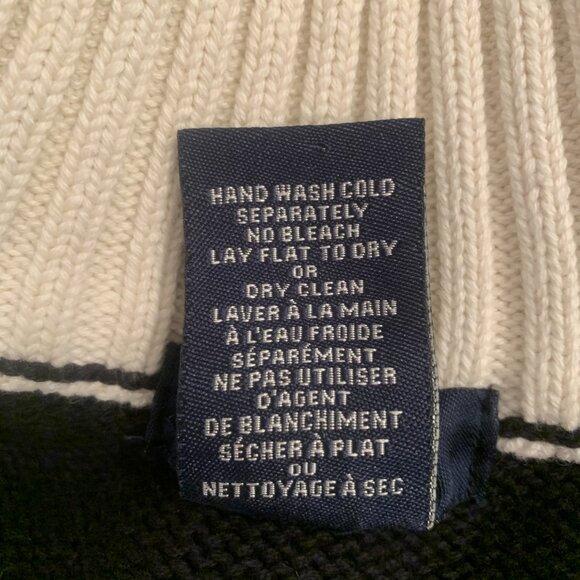 HAND WASH COLD
SEPARATELY
NO BLEACH
LAY FLAT TO DRY
OR
DRY CLEAN
LAVER À LA MAIN
À L'EAU FROIDE
SÉPARÉMENT
NE PAS UTILISER
D'AGENT
DE BLANCHIMENT
SÉCHER À PLAT
OU
NETTOYAGE À SEC